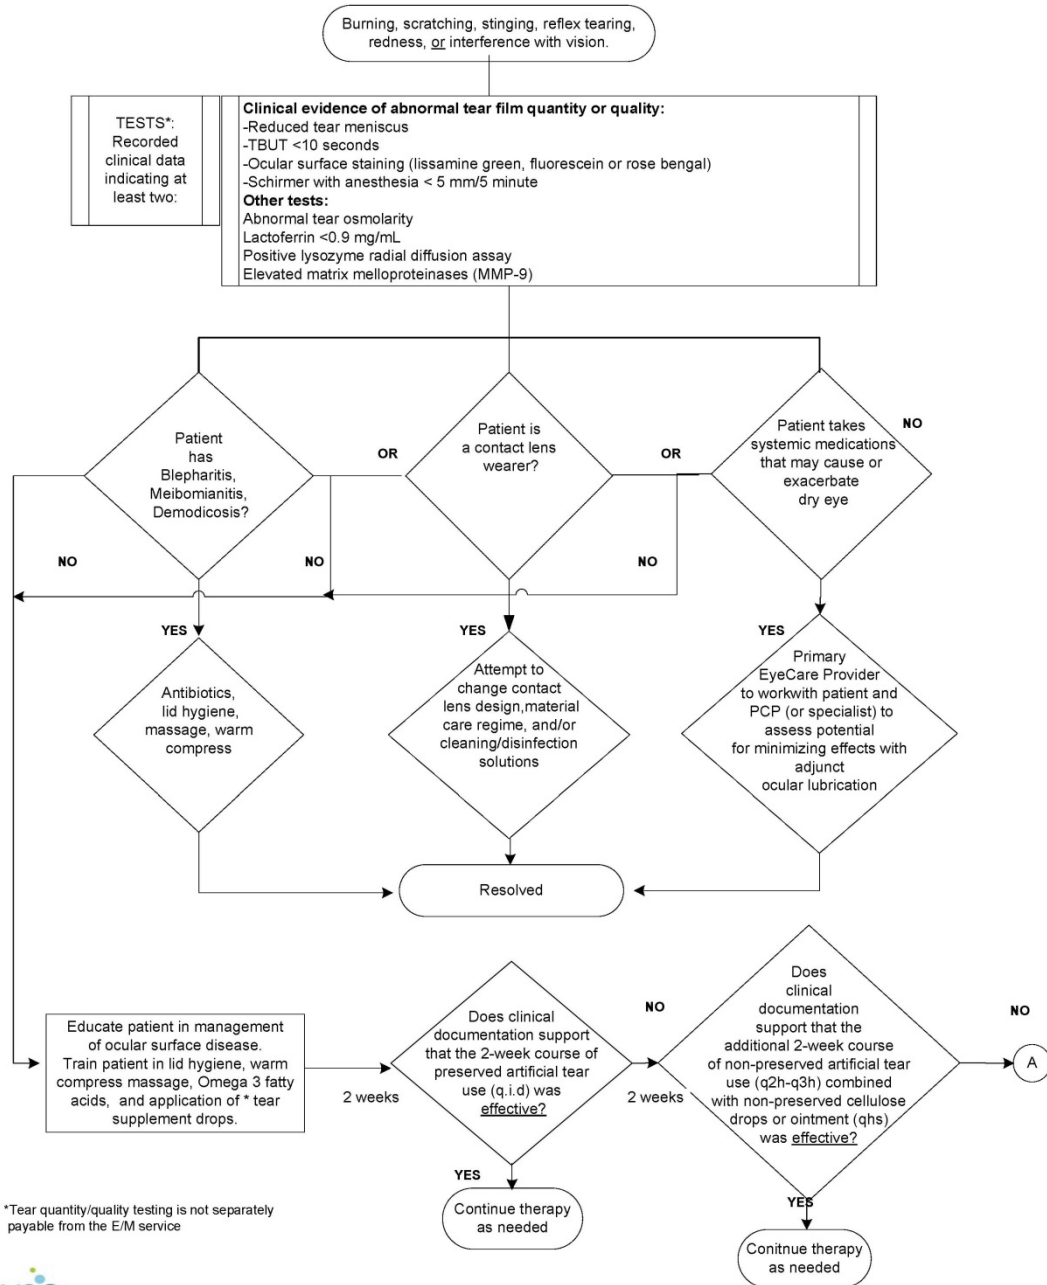 Burning, scratching, stinging, reflex tearing,
redness, or interference with vision.
TESTS*:
Recorded
clinical data
indicating at
least two:
Clinical evidence of abnormal tear film quantity or quality:
-Reduced tear meniscus
-TBUT <10 seconds
-Ocular surface staining (lissamine green, fluorescein or rose bengal)
-Schirmer with anesthesia < 5 mm/5 minute
Other tests:
Abnormal tear osmolarity
Lactoferrin <0.9 mg/mL
Positive lysozyme radial diffusion assay
Elevated matrix melloproteinases (MMP-9)
Patient
has
Blepharitis,
Meibomianitis,
Demodicosis?
OR
Patient is
a contact lens
wearer?
OR
Patient takes
systemic medications
that may cause or
exacerbate
dry eye
NO
NO
NO
NO
YES
YES
YES
Antibiotics,
lid hygiene,
massage, warm
compress
Attempt to
change contact
lens design,material
care regime, and/or
cleaning/disinfection
solutions
Primary
EyeCare Provider
to workwith patient and
PCP (or specialist) to
assess potential
for minimizing effects with
adjunct
ocular lubrication
Resolved
Educate patient in management
of ocular surface disease.
Train patient in lid hygiene, warm
compress massage, Omega 3 fatty
acids, and application of * tear
supplement drops.
2 weeks
Does clinical
documentation support
that the 2-week course of
preserved artificial tear
use (q.i.d) was
effective?
NO
2 weeks
Does
clinical
documentation
support that the
additional 2-week course
of non-preserved artificial tear
use (q2h-q3h) combined
with non-preserved cellulose
drops or ointment (qhs)
was effective?
NO
A
YES
Continue therapy
as needed
YES
Conitnue therapy
as needed
*Tear quantity/quality testing is not separately
payable from the E/M service